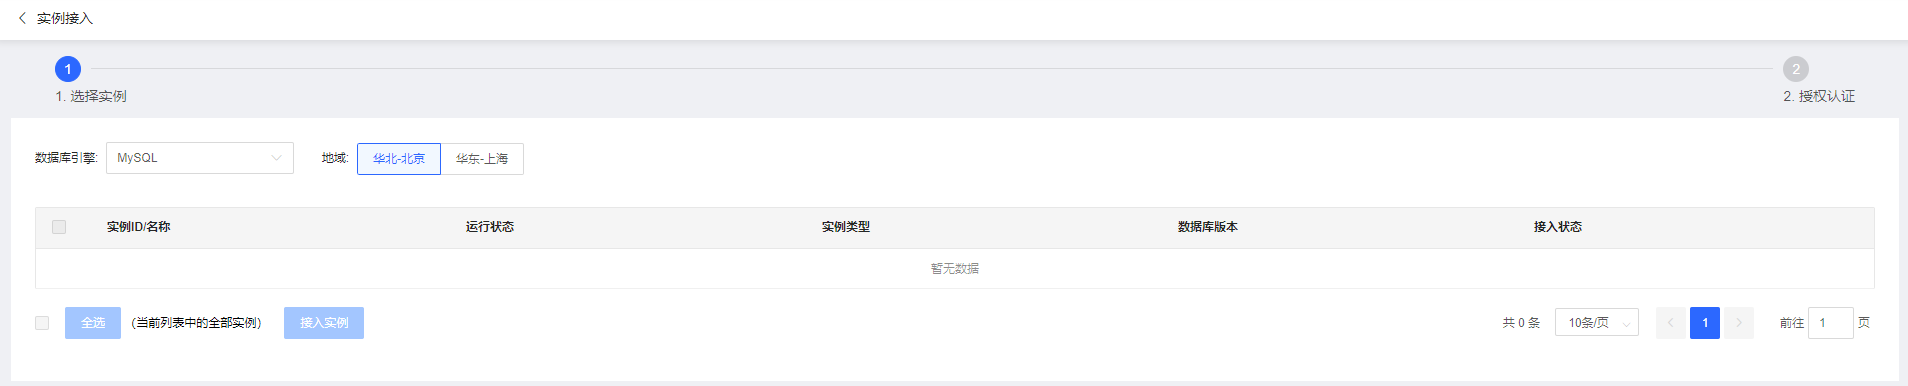 实例接入
1
2
1. 选择实例
2. 授权认证
数据库引擎: MySQL 地域: 华北-北京 华东-上海
实例ID/名称 运行状态 实例类型 数据库版本 接入状态
暂无数据
全选 (当前列表中的全部实例) 接入实例 共 0 条 10条/页 1 前往 1 页